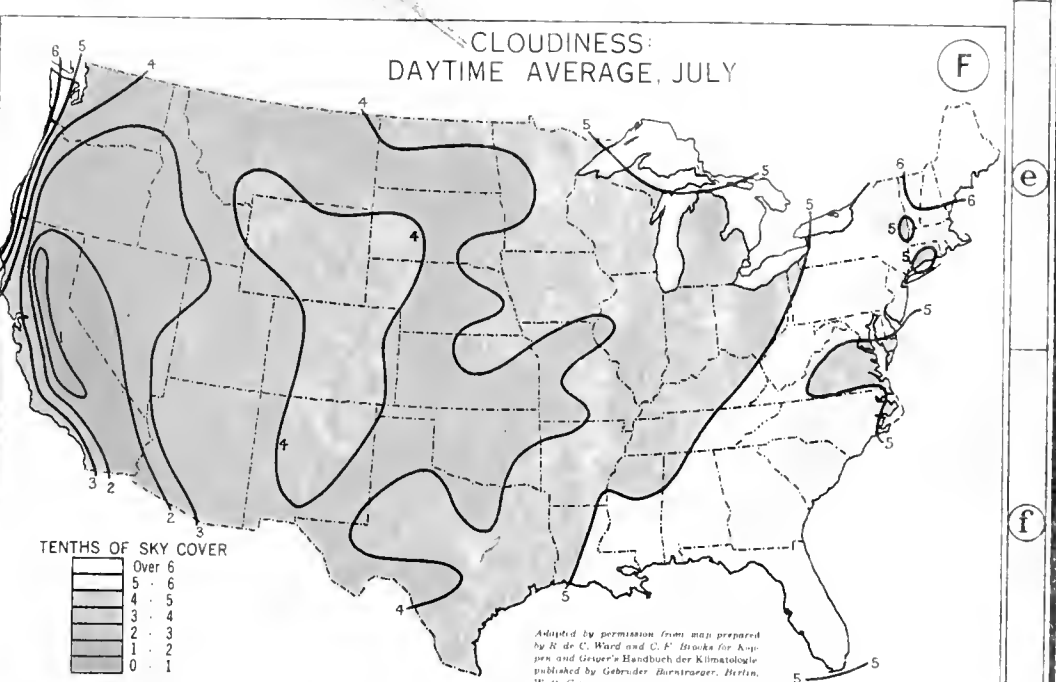 CLOUDINESS:
DAYTIME AVERAGE, JULY
F
6
5
4
4
5
5
5
6
6
5
5
5
5
4
4
3
2
2
3
4
5
5
5
TENTHS OF SKY COVER
Over 6
5 - 6
4 - 5
3 - 4
2 - 3
1 - 2
0 - 1
Adapted by permission from map prepared
by R. de C. Ward and C. F. Brooks for Köp-
pen and Geiger's Handbuch der Klimatologie
published by Gebruder Borntraeger, Berlin,
e
f